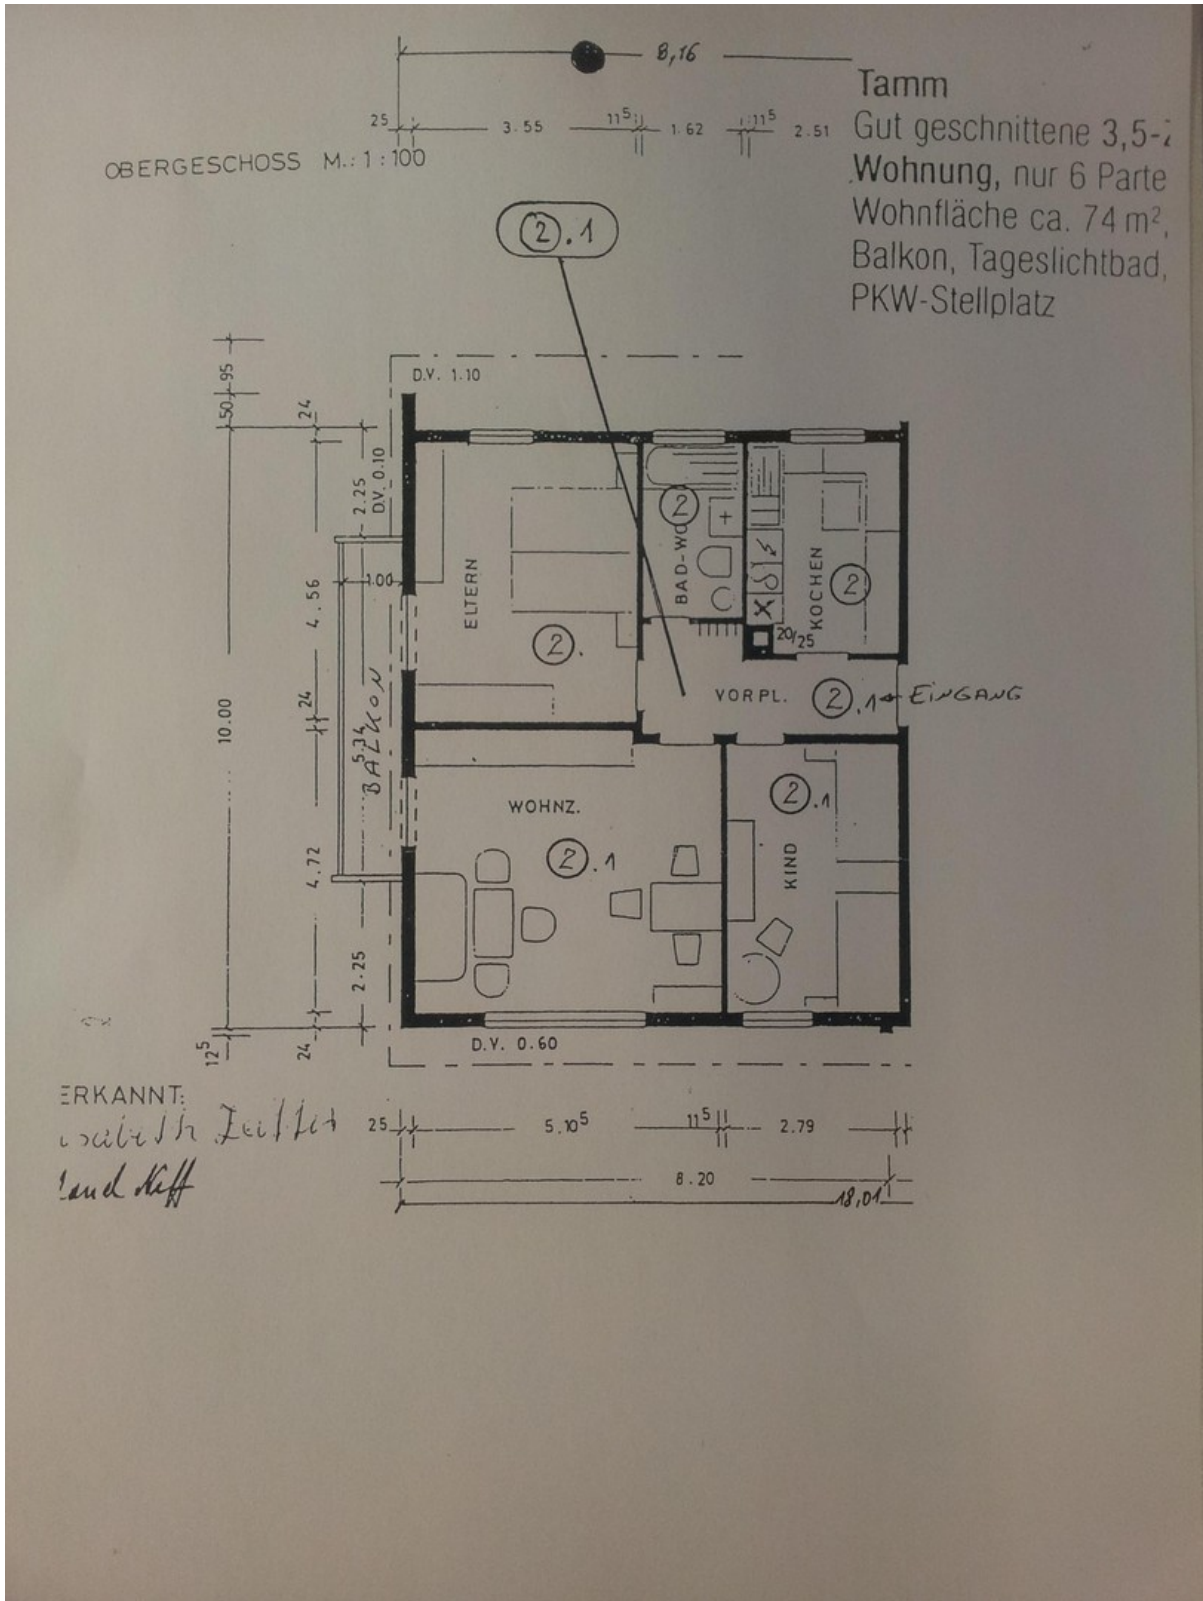 8,16
25 3.55 11⁵ 1.62 11⁵ 2.51
OBERGESCHOSS M.: 1:100
Tamm
Gut geschnittene 3,5-
Wohnung, nur 6 Parte
Wohnfläche ca. 74 m²,
Balkon, Tageslichtbad,
PKW-Stellplatz
2.1
D.V. 1.10
95
50
24
10.00
12⁵
4.56
24
4.72
24
2.25
D.V. 0.10
1.00
5.34
BALKON
2.25
ELTERN
2.
BAD-WC
2
KOCHEN
2
20/25
VORPL. 2.1 EINGANG
WOHNZ.
2.1
KIND
2.1
D.V. 0.60
ERKANNT:
25 5.10⁵ 11⁵ 2.79
8.20
18,01